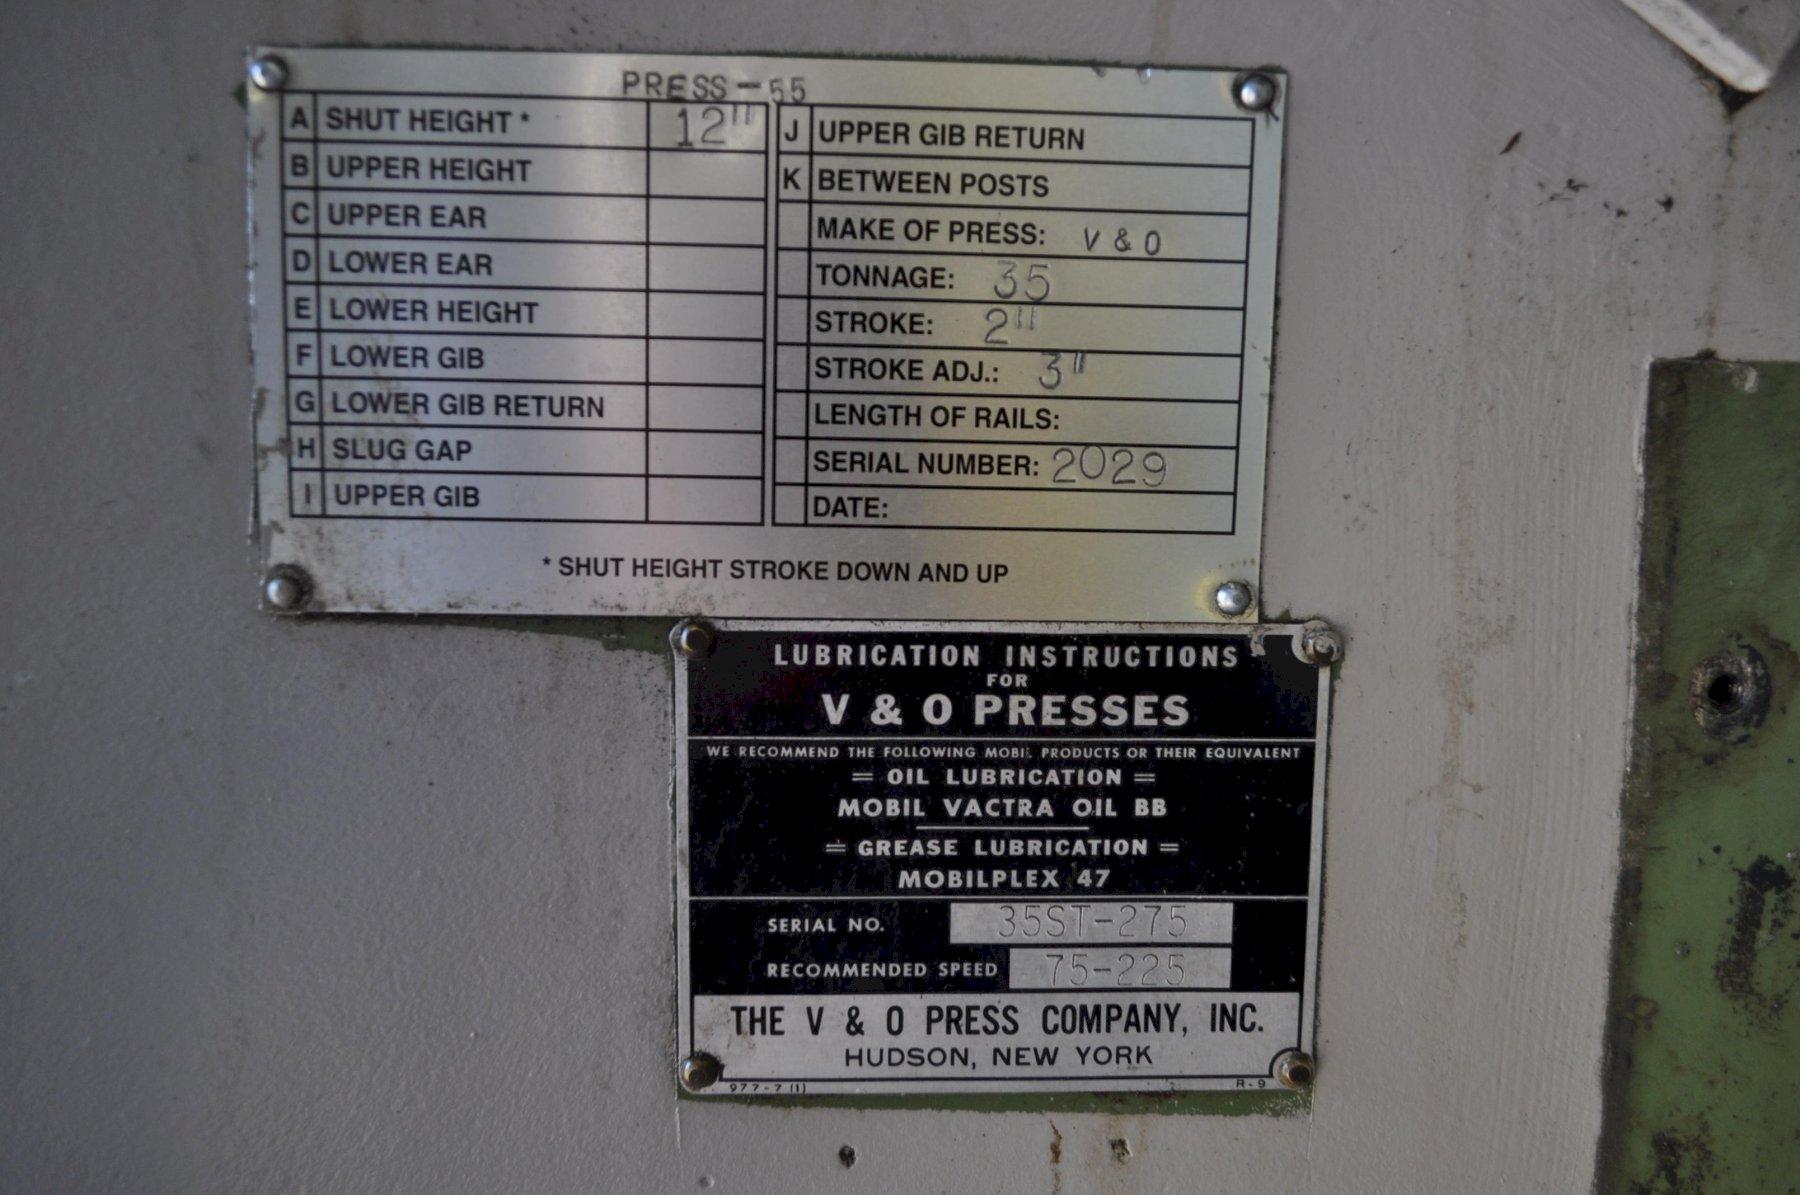 PRESS-55
A SHUT HEIGHT * 12"
B UPPER HEIGHT
C UPPER EAR
D LOWER EAR
E LOWER HEIGHT
F LOWER GIB
G LOWER GIB RETURN
H SLUG GAP
I UPPER GIB
J UPPER GIB RETURN
K BETWEEN POSTS
MAKE OF PRESS: V & O
TONNAGE: 35
STROKE: 2"
STROKE ADJ.: 3"
LENGTH OF RAILS:
SERIAL NUMBER: 2029
DATE:
* SHUT HEIGHT STROKE DOWN AND UP
LUBRICATION INSTRUCTIONS
FOR
V & O PRESSES
WE RECOMMEND THE FOLLOWING MOBIL PRODUCTS OR THEIR EQUIVALENT
= OIL LUBRICATION =
MOBIL VACTRA OIL BB
= GREASE LUBRICATION =
MOBILPLEX 47
SERIAL NO. 35ST-275
RECOMMENDED SPEED 75-225
THE V & O PRESS COMPANY, INC.
HUDSON, NEW YORK
977-7 (1) R-9